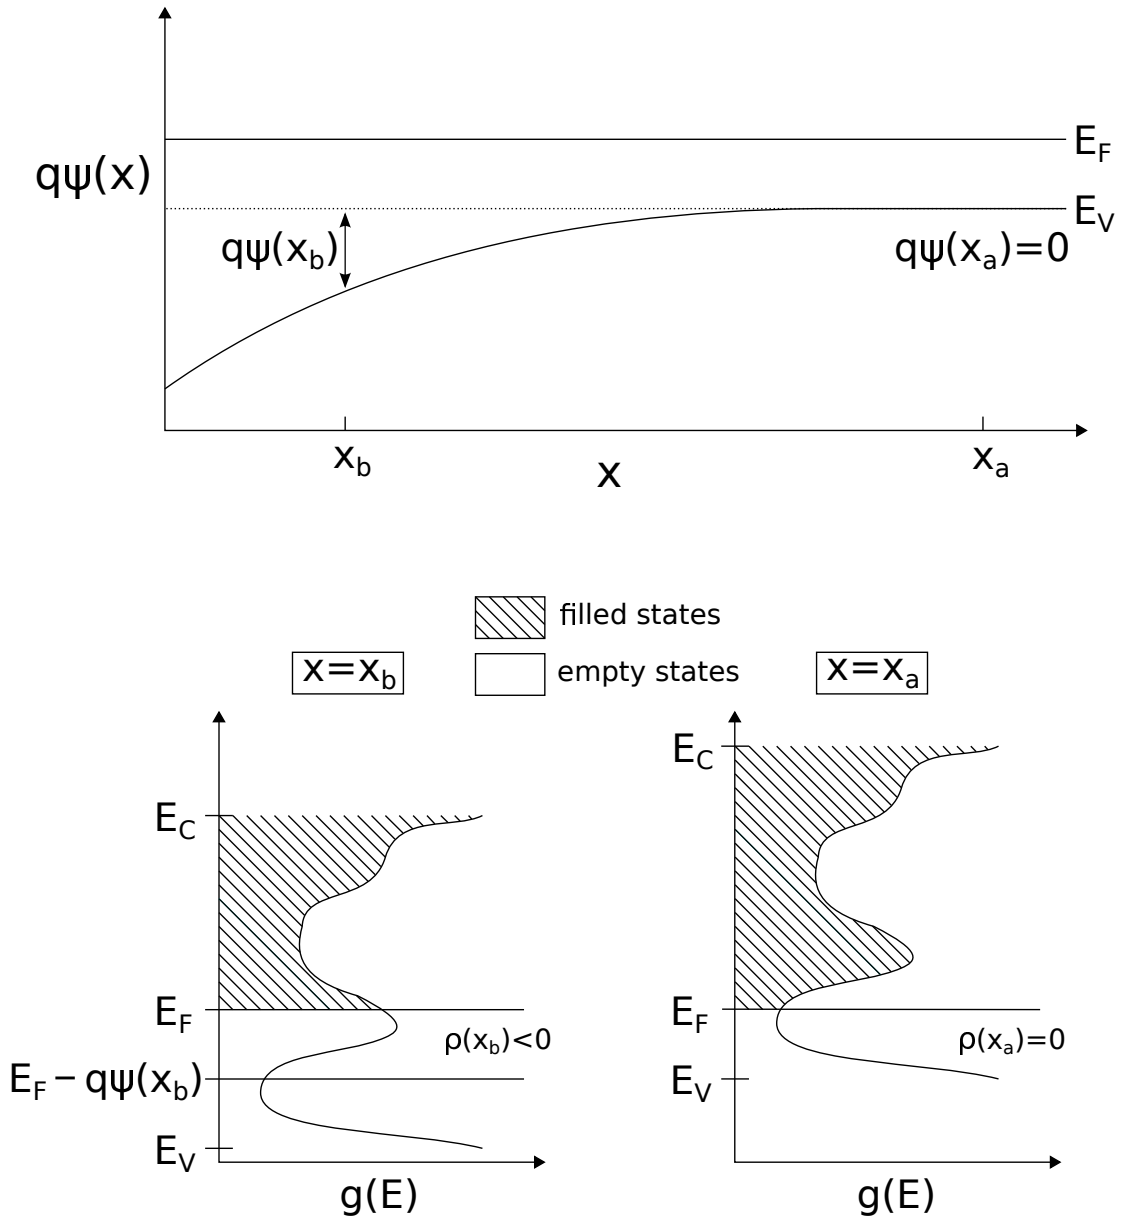 E_F
qψ(x)
E_V
qψ(x_b)
qψ(x_a)=0
x_b
x_a
x
filled states
empty states
x=x_b
x=x_a
E_C
E_F
ρ(x_b)<0
E_F − qψ(x_b)
E_V
g(E)
E_C
E_F
ρ(x_a)=0
E_V
g(E)